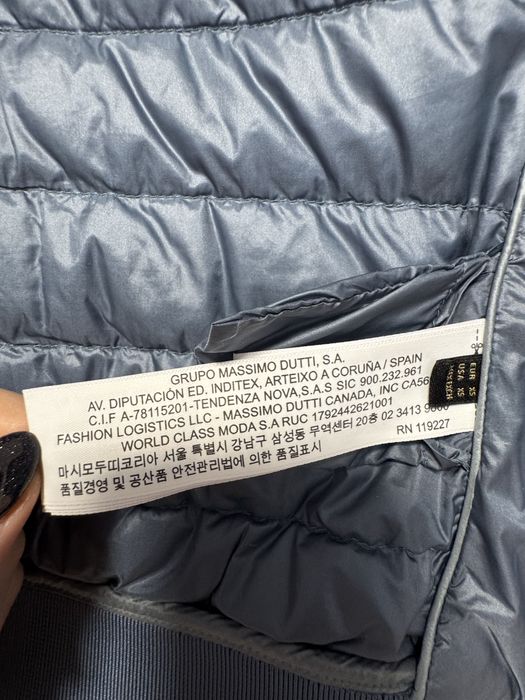 GRUPO MASSIMO DUTTI, S.A.
AV. DIPUTACIÓN ED. INDITEX, ARTEIXO A CORUÑA / SPAIN
C.I.F A-78115201-TENDENZA NOVA,S.A.S SIC 900.232.961
FASHION LOGISTICS LLC - MASSIMO DUTTI CANADA, INC CA56
WORLD CLASS MODA S.A RUC 1792442621001
마시모두띠코리아 서울 특별시 강남구 삼성동 무역센터 20층 02 3413
품질경영 및 공산품 안전관리법에 의한 품질표시
RN 119227
EUR XS
USA XS